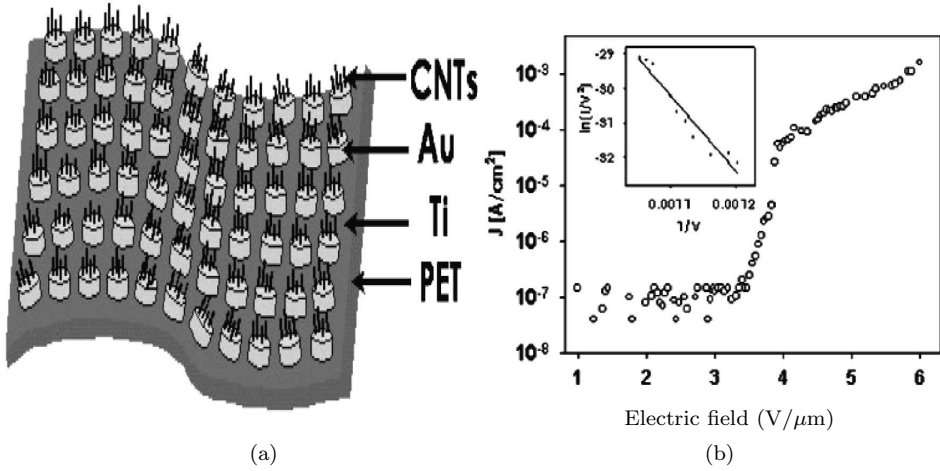 CNTs
Au
Ti
PET
(a)
J [A/cm²]
10⁻³
10⁻⁴
10⁻⁵
10⁻⁶
10⁻⁷
10⁻⁸
1 2 3 4 5 6
Electric field (V/μm)
ln(I/V²)
-29
-30
-31
-32
0.0011 0.0012
1/V
(b)